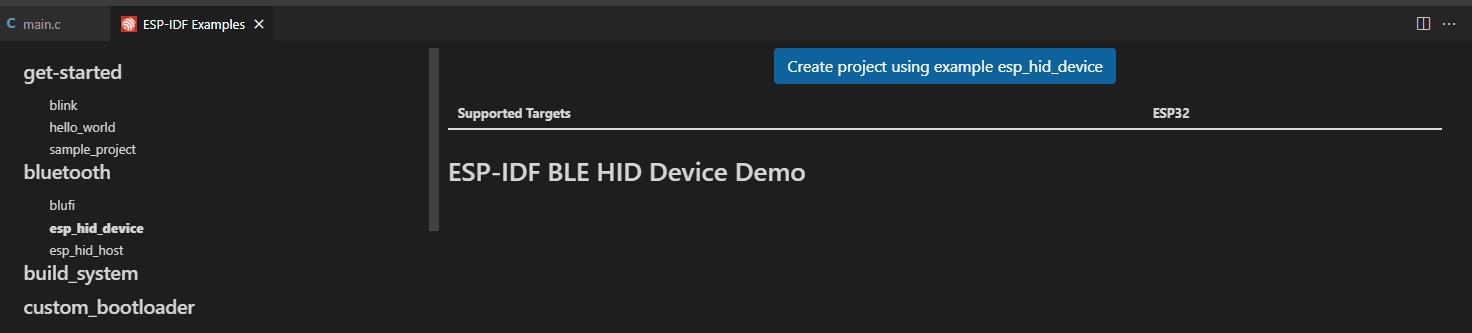 C main.c
ESP-IDF Examples
get-started
blink
hello_world
sample_project
bluetooth
blufi
esp_hid_device
esp_hid_host
build_system
custom_bootloader
Create project using example esp_hid_device
Supported Targets ESP32
ESP-IDF BLE HID Device Demo